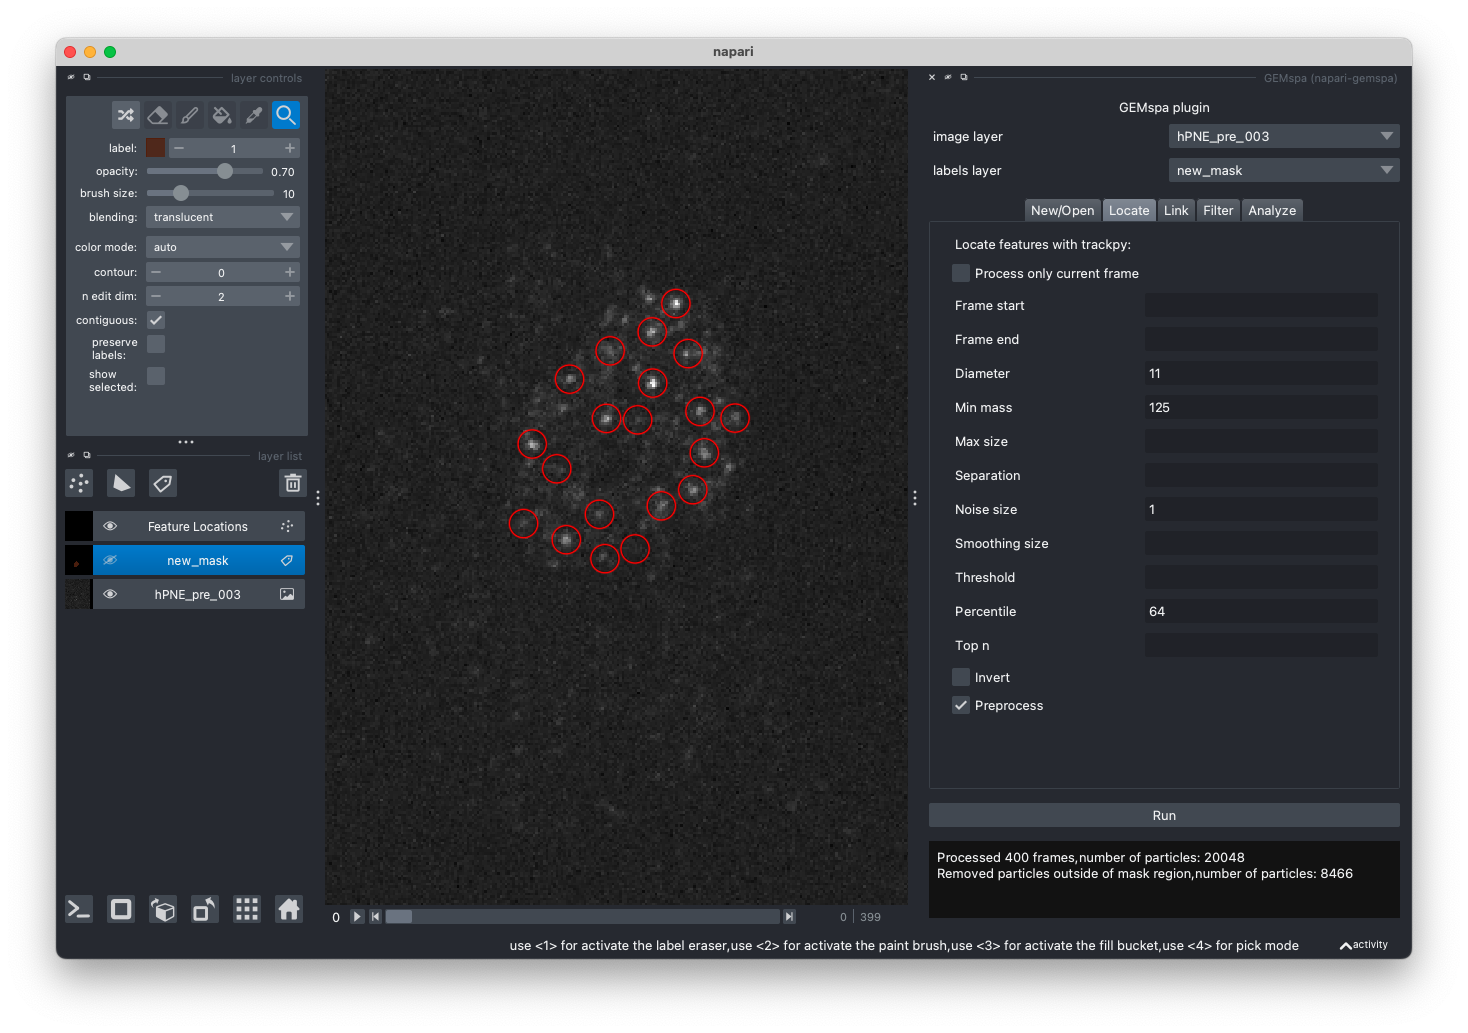 napari
layer controls
label:
1
opacity:
0.70
brush size:
10
blending:
translucent
color mode:
auto
contour:
0
n edit dim:
2
contiguous:
preserve
labels:
show
selected:
layer list
Feature Locations
new_mask
hPNE_pre_003
0
0 | 399
GEMspa (napari-gemspa)
GEMspa plugin
image layer
hPNE_pre_003
labels layer
new_mask
New/Open Locate Link Filter Analyze
Locate features with trackpy:
Process only current frame
Frame start
Frame end
Diameter
11
Min mass
125
Max size
Separation
Noise size
1
Smoothing size
Threshold
Percentile
64
Top n
Invert
Preprocess
Run
Processed 400 frames,number of particles: 20048
Removed particles outside of mask region,number of particles: 8466
use <1> for activate the label eraser,use <2> for activate the paint brush,use <3> for activate the fill bucket,use <4> for pick mode
activity